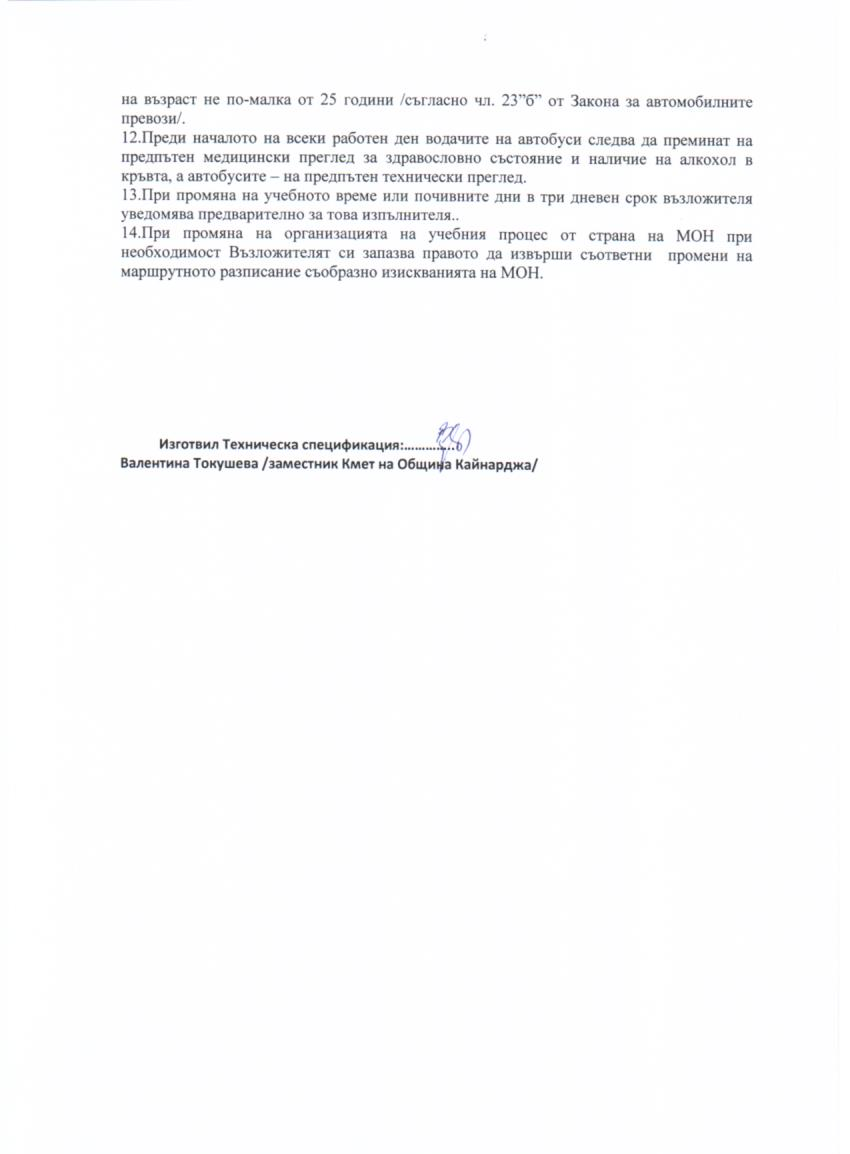 на възраст не по-малка от 25 години /съгласно чл. 23”б” от Закона за автомобилните
превози/.
12.Преди началото на всеки работен ден водачите на автобуси следва да преминат на
предпътен медицински преглед за здравословно състояние и наличие на алкохол в
кръвта, а автобусите – на предпътен технически преглед.
13.При промяна на учебното време или почивните дни в три дневен срок възложителя
уведомява предварително за това изпълнителя..
14.При промяна на организацията на учебния процес от страна на МОН при
необходимост Възложителят си запазва правото да извърши съответни промени на
маршрутното разписание съобразно изискванията на МОН.
Изготвил Техническа спецификация:...............
Валентина Токушева /заместник Кмет на Община Кайнарджа/